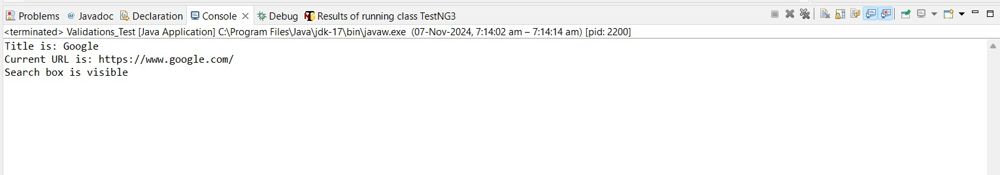 Problems @ Javadoc Declaration Console Debug Results of running class TestNG3
<terminated> Validations_Test [Java Application] C:\Program Files\Java\jdk-17\bin\javaw.exe (07-Nov-2024, 7:14:02 am – 7:14:14 am) [pid: 2200]
Title is: Google
Current URL is: https://www.google.com/
Search box is visible